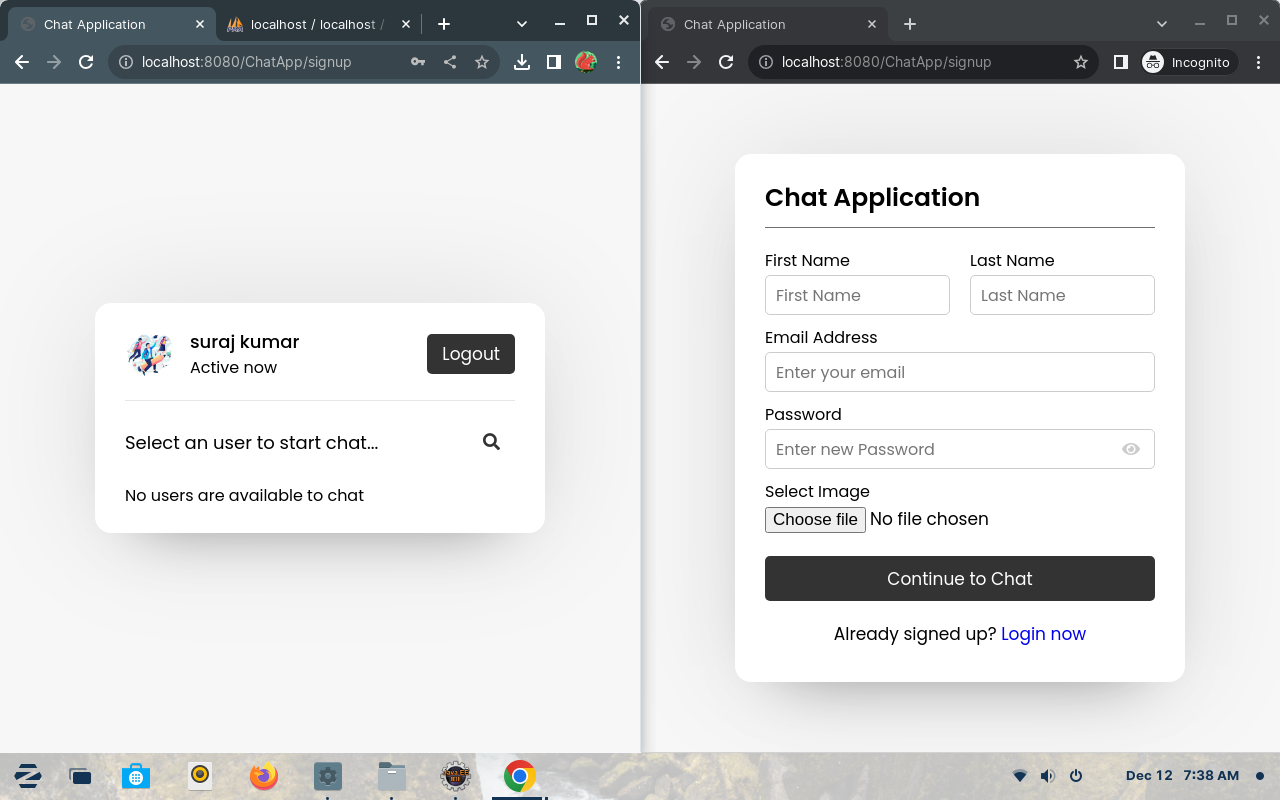 Chat Application
localhost / localhost /
localhost:8080/ChatApp/signup
suraj kumar
Active now
Logout
Select an user to start chat...
No users are available to chat
Chat Application
localhost:8080/ChatApp/signup
Incognito
Chat Application
First Name
Last Name
First Name
Last Name
Email Address
Enter your email
Password
Enter new Password
Select Image
Choose file No file chosen
Continue to Chat
Already signed up? Login now
Dec 12 7:38 AM